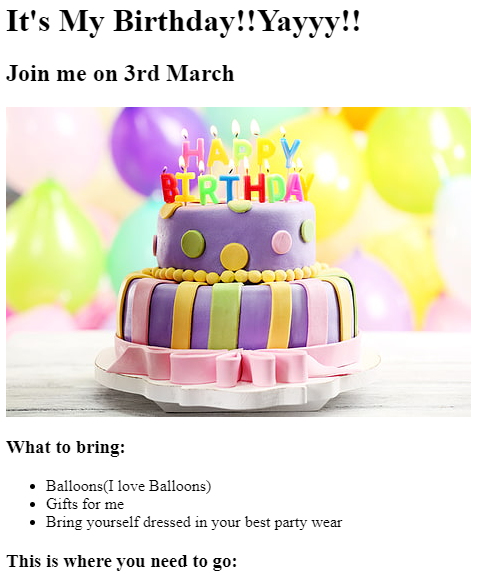 It's My Birthday!!Yayyy!!
Join me on 3rd March
HAPPY
BIRTHDAY
What to bring:
Balloons(I love Balloons)
Gifts for me
Bring yourself dressed in your best party wear
This is where you need to go: